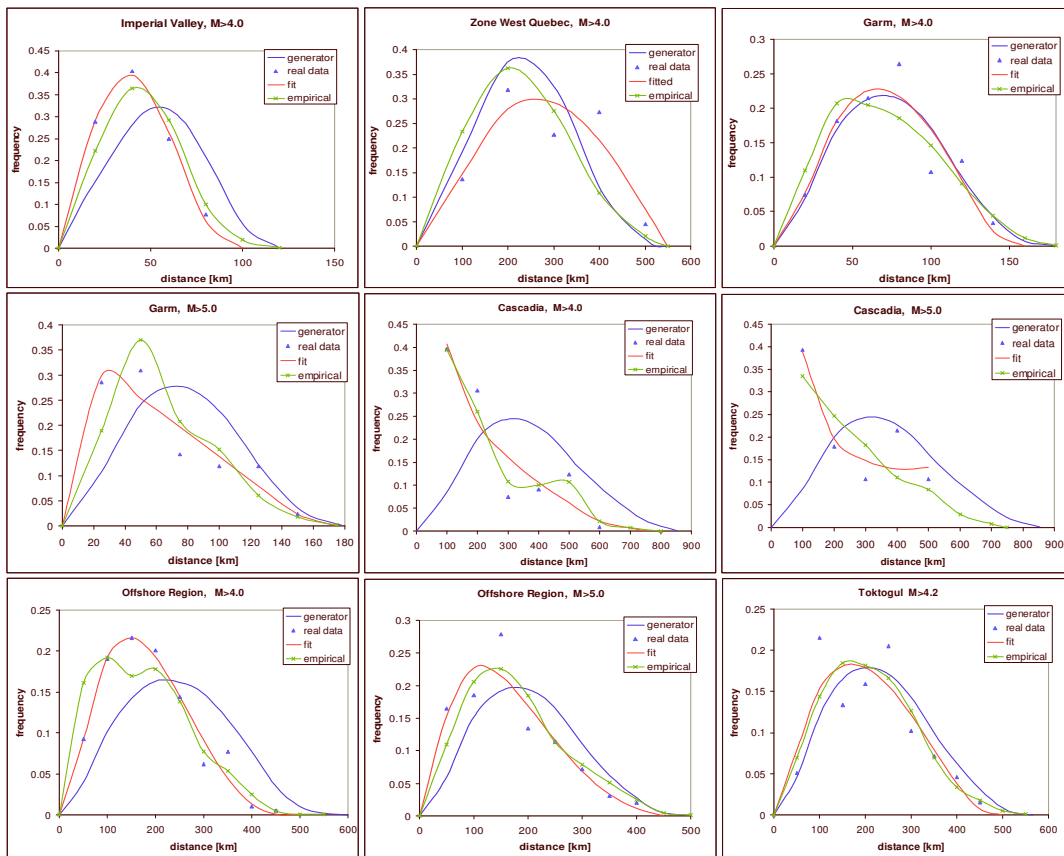 Imperial Valley, M>4.0
0.45
0.4
0.35
0.3
0.25
0.2
0.15
0.1
0.05
0
frequency
0 50 100 150
distance [km]
generator
real data
fit
empirical
Zone West Quebec, M>4.0
0.4
0.35
0.3
0.25
0.2
0.15
0.1
0.05
0
frequency
0 100 200 300 400 500 600
distance [km]
generator
real data
fitted
empirical
Garm, M>4.0
0.3
0.25
0.2
0.15
0.1
0.05
0
frequency
0 50 100 150
distance [km]
generator
real data
fit
empirical
Garm, M>5.0
0.4
0.35
0.3
0.25
0.2
0.15
0.1
0.05
0
frequency
0 20 40 60 80 100 120 140 160 180
distance [km]
generator
real data
fit
empirical
Cascadia, M>4.0
0.45
0.4
0.35
0.3
0.25
0.2
0.15
0.1
0.05
0
frequency
0 100 200 300 400 500 600 700 800 900
distance [km]
generator
real data
fit
empirical
Cascadia, M>5.0
0.45
0.4
0.35
0.3
0.25
0.2
0.15
0.1
0.05
0
frequency
0 100 200 300 400 500 600 700 800 900
distance [km]
generator
real data
fit
empirical
Offshore Region, M>4.0
0.25
0.2
0.15
0.1
0.05
0
frequency
0 100 200 300 400 500 600
distance [km]
generator
real data
fit
empirical
Offshore Region, M>5.0
0.3
0.25
0.2
0.15
0.1
0.05
0
frequency
0 100 200 300 400 500
distance [km]
generator
real data
fit
empirical
Toktogul M>4.2
0.25
0.2
0.15
0.1
0.05
0
frequency
0 100 200 300 400 500 600
distance [km]
generator
real data
fit
empirical